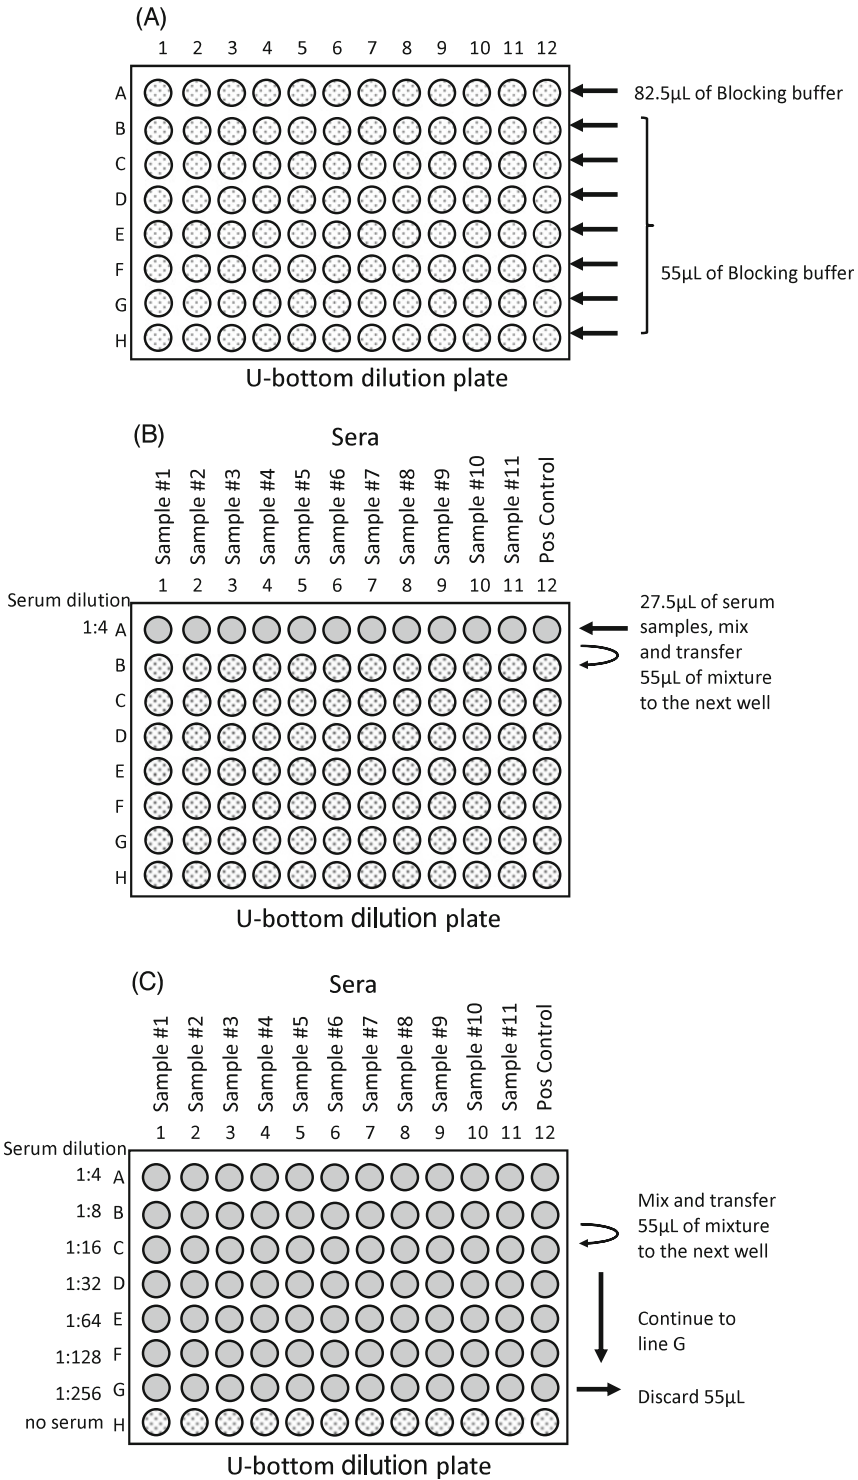 (A)
1 2 3 4 5 6 7 8 9 10 11 12
A
82.5µL of Blocking buffer
B
C
D
E
F
55µL of Blocking buffer
G
H
U-bottom dilution plate
(B)
Sera
Sample #1
Sample #2
Sample #3
Sample #4
Sample #5
Sample #6
Sample #7
Sample #8
Sample #9
Sample #10
Sample #11
Pos Control
1 2 3 4 5 6 7 8 9 10 11 12
Serum dilution
1:4 A
27.5µL of serum
samples, mix
and transfer
55µL of mixture
to the next well
B
C
D
E
F
G
H
U-bottom dilution plate
(C)
Sera
Sample #1
Sample #2
Sample #3
Sample #4
Sample #5
Sample #6
Sample #7
Sample #8
Sample #9
Sample #10
Sample #11
Pos Control
1 2 3 4 5 6 7 8 9 10 11 12
Serum dilution
1:4 A
1:8 B
1:16 C
Mix and transfer
55µL of mixture
to the next well
1:32 D
1:64 E
Continue to
line G
1:128 F
1:256 G
Discard 55µL
no serum H
U-bottom dilution plate